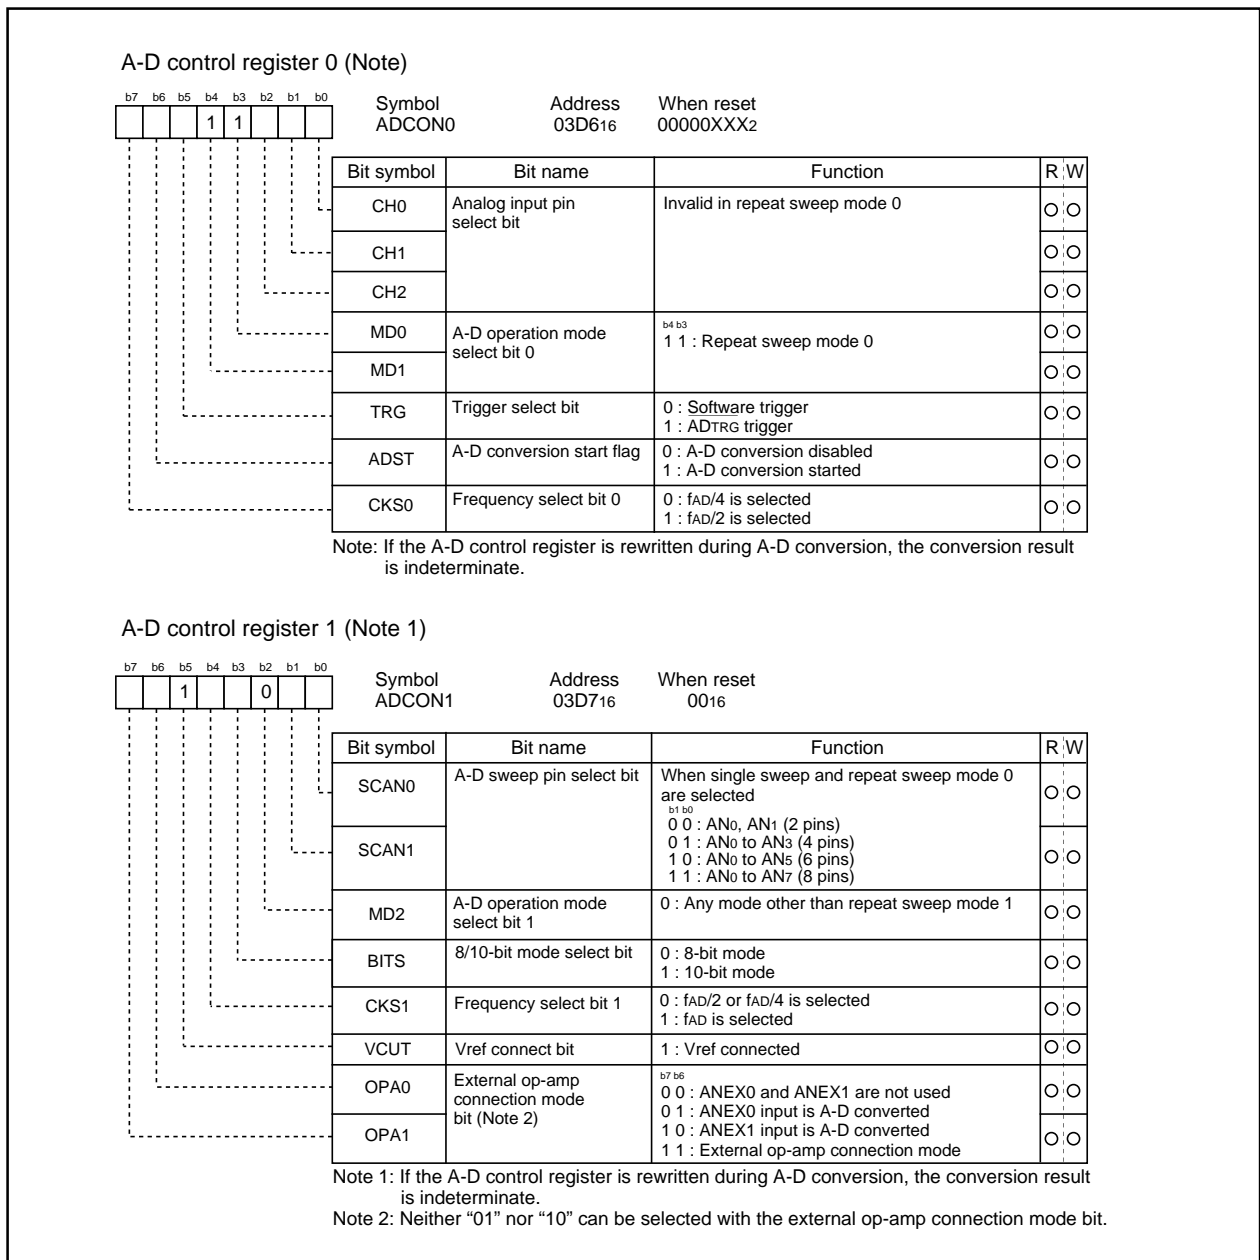 A-D control register 0 (Note)
b7 b6 b5 b4 b3 b2 b1 b0
1 1
Symbol Address When reset
ADCON0 03D616 00000XXX2
Bit symbol Bit name Function R W
CH0 Analog input pin select bit Invalid in repeat sweep mode 0
CH1
CH2
MD0 A-D operation mode select bit 0 b4 b3
1 1 : Repeat sweep mode 0
MD1
TRG Trigger select bit 0 : Software trigger
1 : ADTRG trigger
ADST A-D conversion start flag 0 : A-D conversion disabled
1 : A-D conversion started
CKS0 Frequency select bit 0 0 : fAD/4 is selected
1 : fAD/2 is selected
Note: If the A-D control register is rewritten during A-D conversion, the conversion result
is indeterminate.
A-D control register 1 (Note 1)
b7 b6 b5 b4 b3 b2 b1 b0
1 0
Symbol Address When reset
ADCON1 03D716 0016
Bit symbol Bit name Function R W
SCAN0 A-D sweep pin select bit When single sweep and repeat sweep mode 0
are selected
b1 b0
0 0 : AN0, AN1 (2 pins)
0 1 : AN0 to AN3 (4 pins)
1 0 : AN0 to AN5 (6 pins)
1 1 : AN0 to AN7 (8 pins)
SCAN1
MD2 A-D operation mode select bit 1 0 : Any mode other than repeat sweep mode 1
BITS 8/10-bit mode select bit 0 : 8-bit mode
1 : 10-bit mode
CKS1 Frequency select bit 1 0 : fAD/2 or fAD/4 is selected
1 : fAD is selected
VCUT Vref connect bit 1 : Vref connected
OPA0 External op-amp connection mode bit (Note 2) b7 b6
0 0 : ANEX0 and ANEX1 are not used
0 1 : ANEX0 input is A-D converted
1 0 : ANEX1 input is A-D converted
1 1 : External op-amp connection mode
OPA1
Note 1: If the A-D control register is rewritten during A-D conversion, the conversion result
is indeterminate.
Note 2: Neither “01” nor “10” can be selected with the external op-amp connection mode bit.